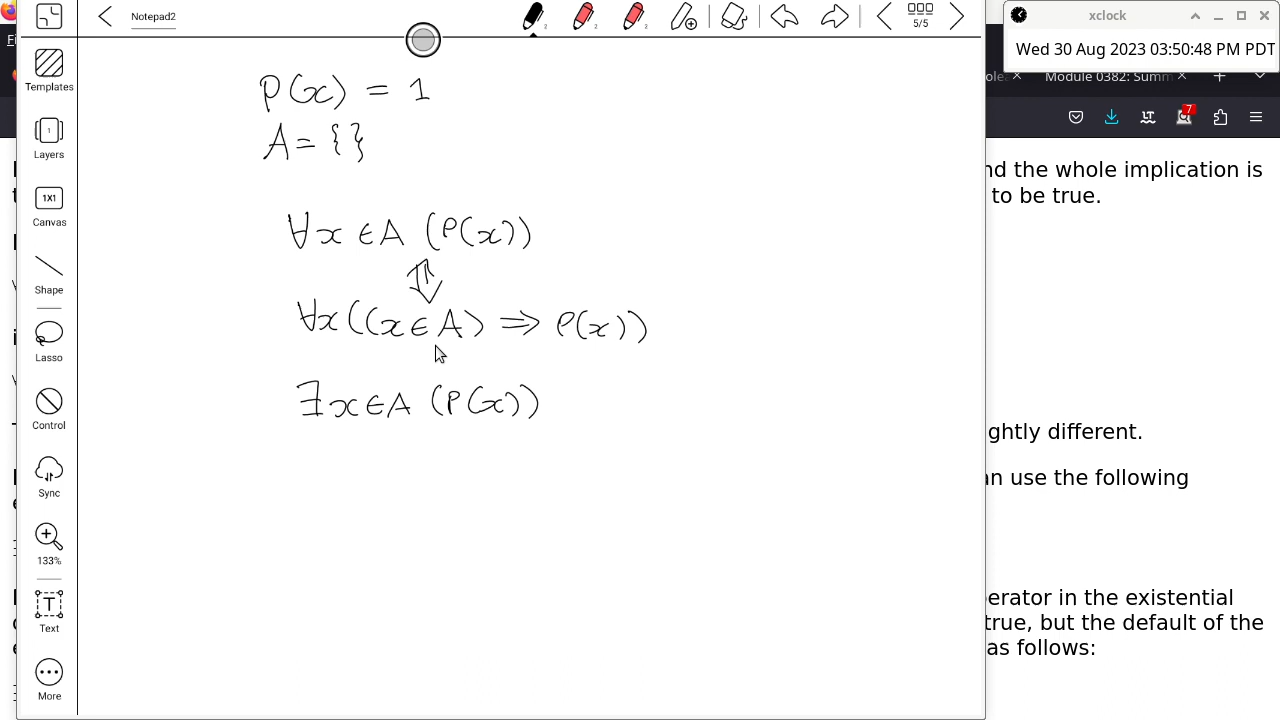 Notepad2
5/5
xclock
Wed 30 Aug 2023 03:50:48 PM PDT
Module 0382: Summ
7
Templates
Layers
1X1
Canvas
Shape
Lasso
Control
Sync
133%
Text
More
P(x) = 1
A = { }
∀x ∈ A (P(x))
⇕
∀x((x ∈ A) ⇒ P(x))
∃x ∈ A (P(x))
nd the whole implication is
to be true.
ghtly different.
an use the following
erator in the existential
true, but the default of the
as follows: